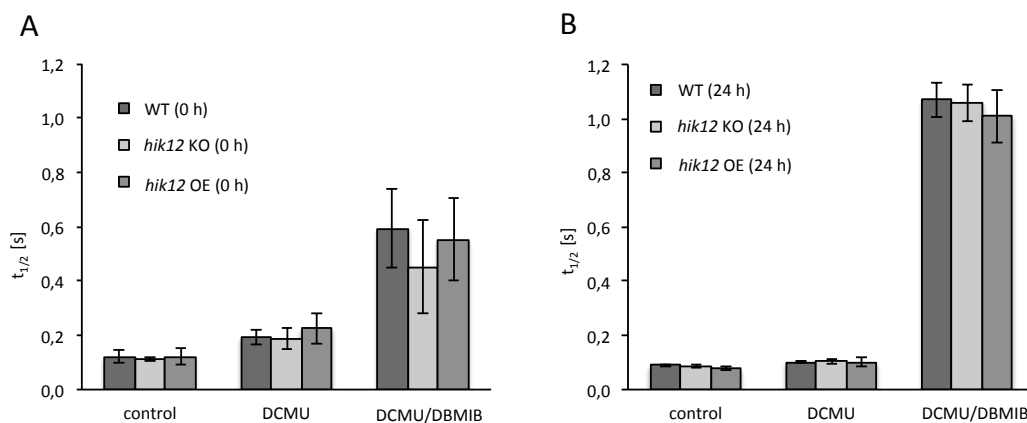 A
1,2
1,0
0,8
0,6
0,4
0,2
0,0
t1/2 [s]
WT (0 h)
hik12 KO (0 h)
hik12 OE (0 h)
control
DCMU
DCMU/DBMIB
B
1,2
1,0
0,8
0,6
0,4
0,2
0,0
t1/2 [s]
WT (24 h)
hik12 KO (24 h)
hik12 OE (24 h)
control
DCMU
DCMU/DBMIB